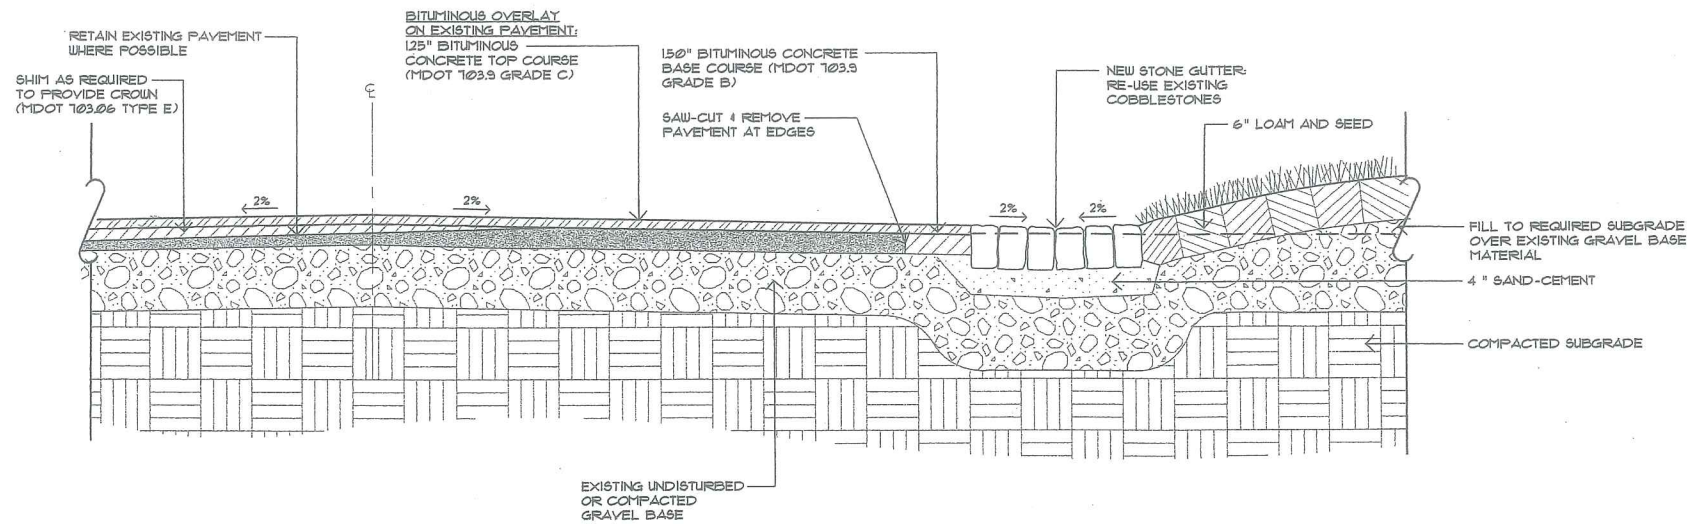 RETAIN EXISTING PAVEMENT
WHERE POSSIBLE
SHIM AS REQUIRED
TO PROVIDE CROWN
(MDOT 703.06 TYPE E)
℄
BITUMINOUS OVERLAY
ON EXISTING PAVEMENT:
1.25" BITUMINOUS
CONCRETE TOP COURSE
(MDOT 703.9 GRADE C)
1.50" BITUMINOUS CONCRETE
BASE COURSE (MDOT 703.9
GRADE B)
SAW-CUT & REMOVE
PAVEMENT AT EDGES
NEW STONE GUTTER:
RE-USE EXISTING
COBBLESTONES
6" LOAM AND SEED
2%
2%
2%
2%
FILL TO REQUIRED SUBGRADE
OVER EXISTING GRAVEL BASE
MATERIAL
4" SAND-CEMENT
COMPACTED SUBGRADE
EXISTING UNDISTURBED
OR COMPACTED
GRAVEL BASE